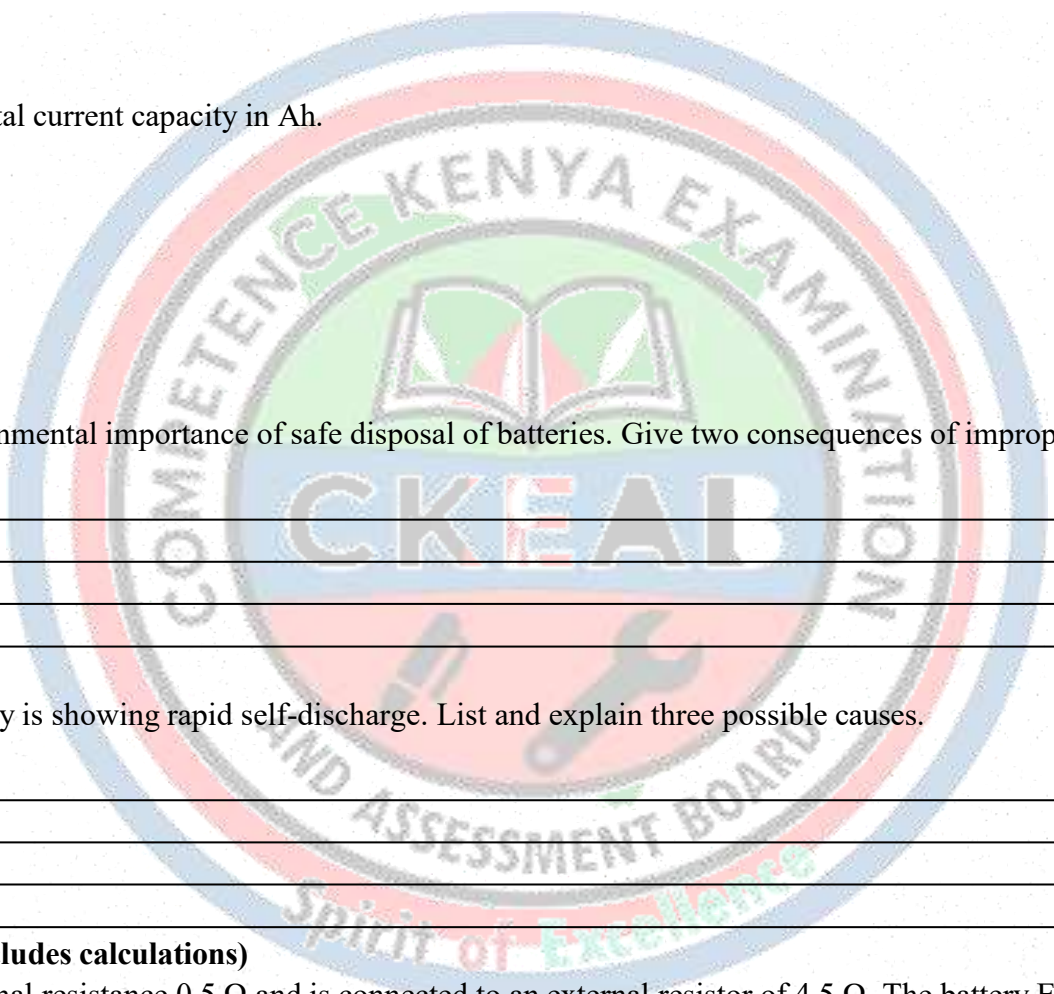 tal current capacity in Ah.
COMPETENCE KENYA EXAMINATION
nmental importance of safe disposal of batteries. Give two consequences of improp
CKEAB
y is showing rapid self-discharge. List and explain three possible causes.
AND ASSESSMENT BOARD
Spirit of Excellence
ludes calculations)
nal resistance 0.5 Ω and is connected to an external resistor of 4.5 Ω. The battery E